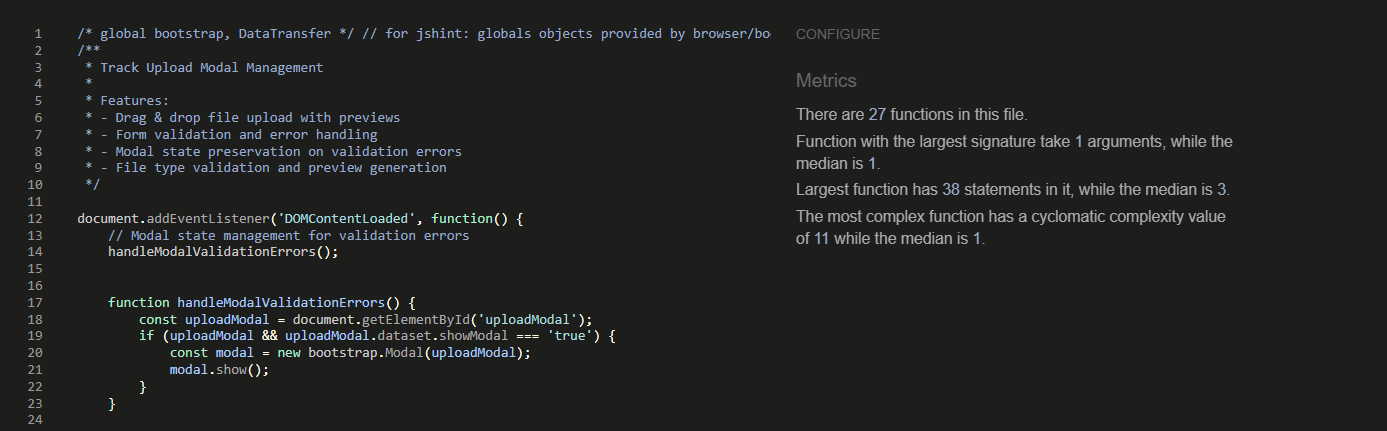 1 /* global bootstrap, DataTransfer */ // for jshint: globals objects provided by browser/bo
2 /**
3 * Track Upload Modal Management
4 *
5 * Features:
6 * - Drag & drop file upload with previews
7 * - Form validation and error handling
8 * - Modal state preservation on validation errors
9 * - File type validation and preview generation
10 */
11
12 document.addEventListener('DOMContentLoaded', function() {
13 // Modal state management for validation errors
14 handleModalValidationErrors();
15
16
17 function handleModalValidationErrors() {
18 const uploadModal = document.getElementById('uploadModal');
19 if (uploadModal && uploadModal.dataset.showModal === 'true') {
20 const modal = new bootstrap.Modal(uploadModal);
21 modal.show();
22 }
23 }
24
CONFIGURE
Metrics
There are 27 functions in this file.
Function with the largest signature take 1 arguments, while the
median is 1.
Largest function has 38 statements in it, while the median is 3.
The most complex function has a cyclomatic complexity value
of 11 while the median is 1.